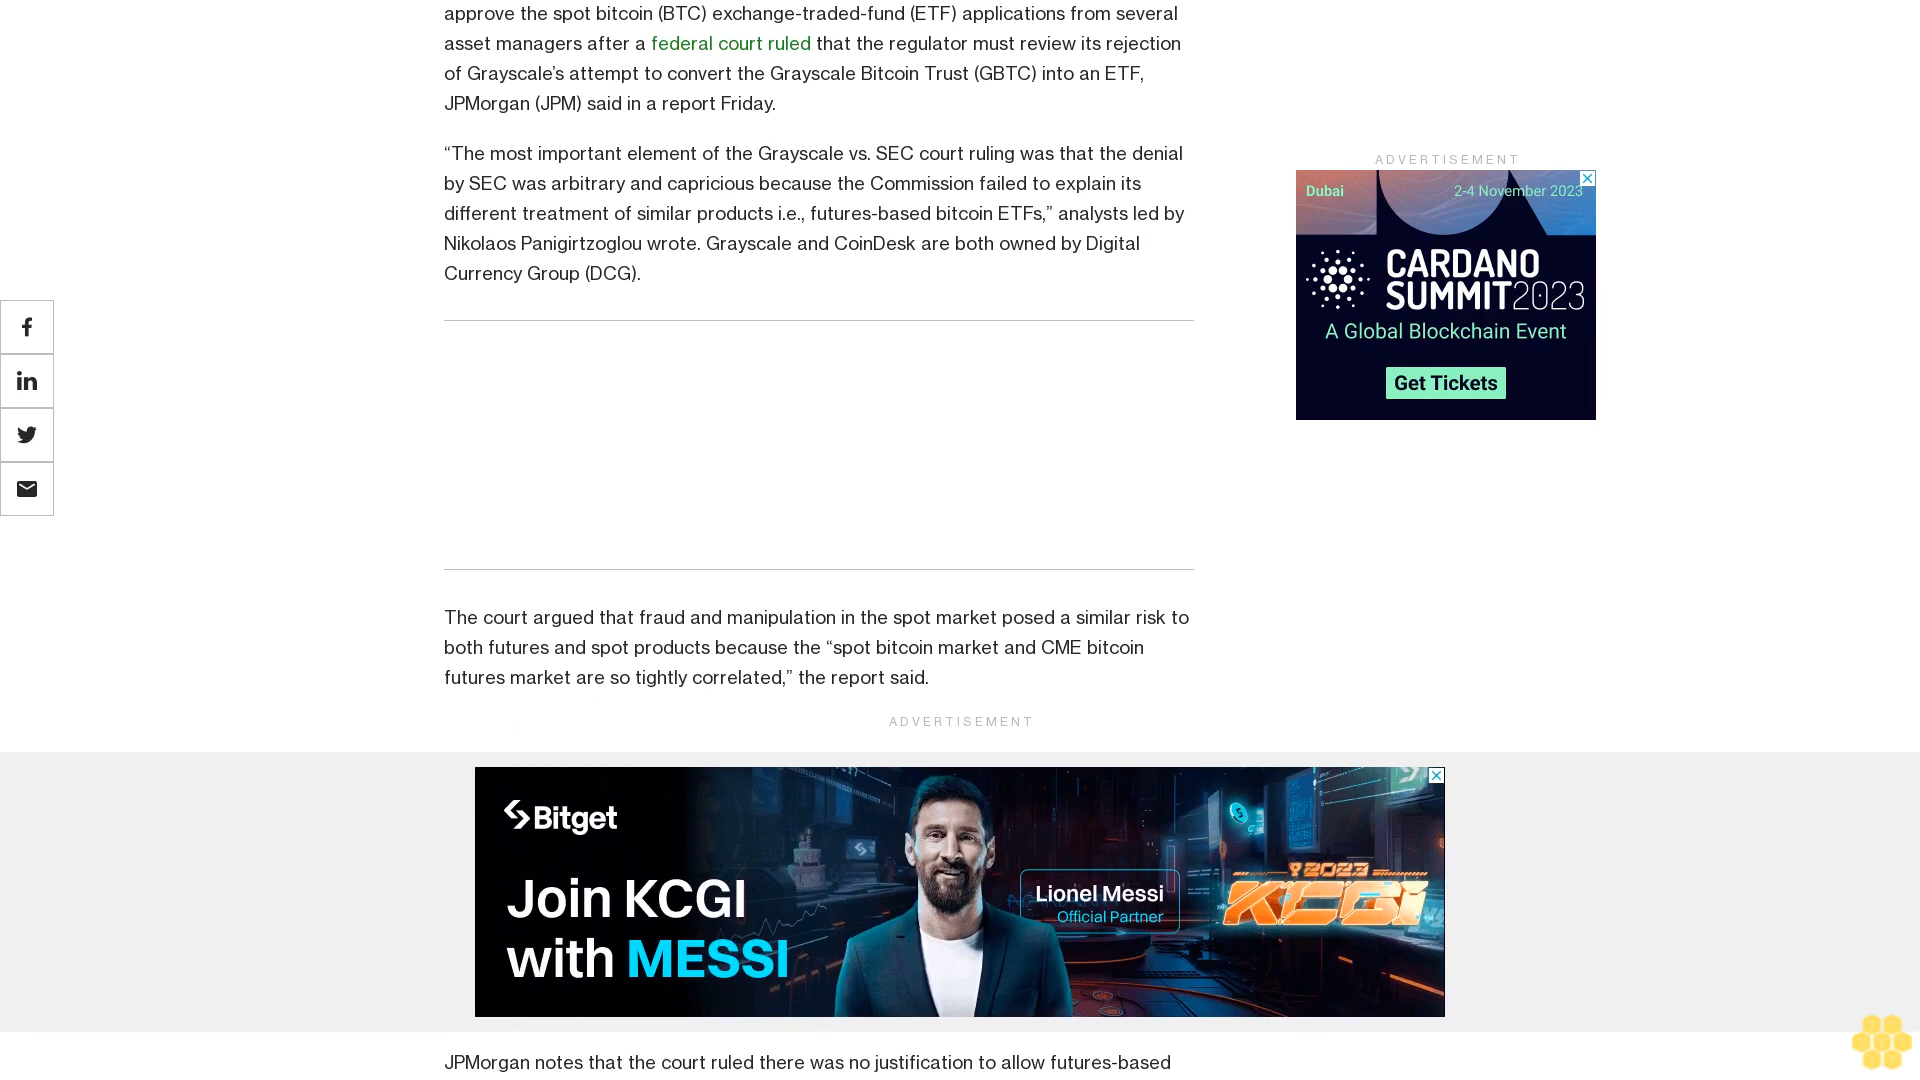 approve the spot bitcoin (BTC) exchange-traded-fund (ETF) applications from several
asset managers after a federal court ruled that the regulator must review its rejection
of Grayscale’s attempt to convert the Grayscale Bitcoin Trust (GBTC) into an ETF,
JPMorgan (JPM) said in a report Friday.
“The most important element of the Grayscale vs. SEC court ruling was that the denial
by SEC was arbitrary and capricious because the Commission failed to explain its
different treatment of similar products i.e., futures-based bitcoin ETFs,” analysts led by
Nikolaos Panigirtzoglou wrote. Grayscale and CoinDesk are both owned by Digital
Currency Group (DCG).
ADVERTISEMENT
Dubai
2-4 November 2023
CARDANO
SUMMIT2023
A Global Blockchain Event
Get Tickets
The court argued that fraud and manipulation in the spot market posed a similar risk to
both futures and spot products because the “spot bitcoin market and CME bitcoin
futures market are so tightly correlated,” the report said.
ADVERTISEMENT
Bitget
Join KCGI
with MESSI
Lionel Messi
Official Partner
2023
KCGI
JPMorgan notes that the court ruled there was no justification to allow futures-based